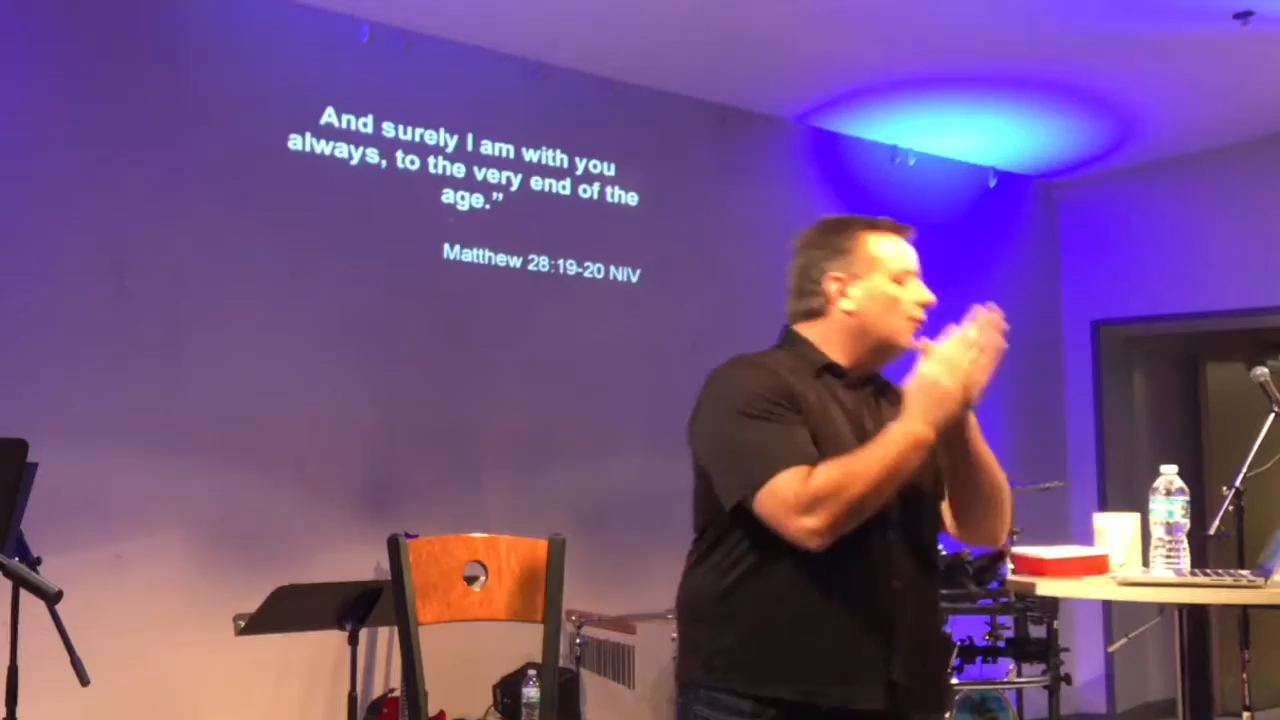 And surely I am with you
always, to the very end of the
age.”
Matthew 28:19-20 NIV